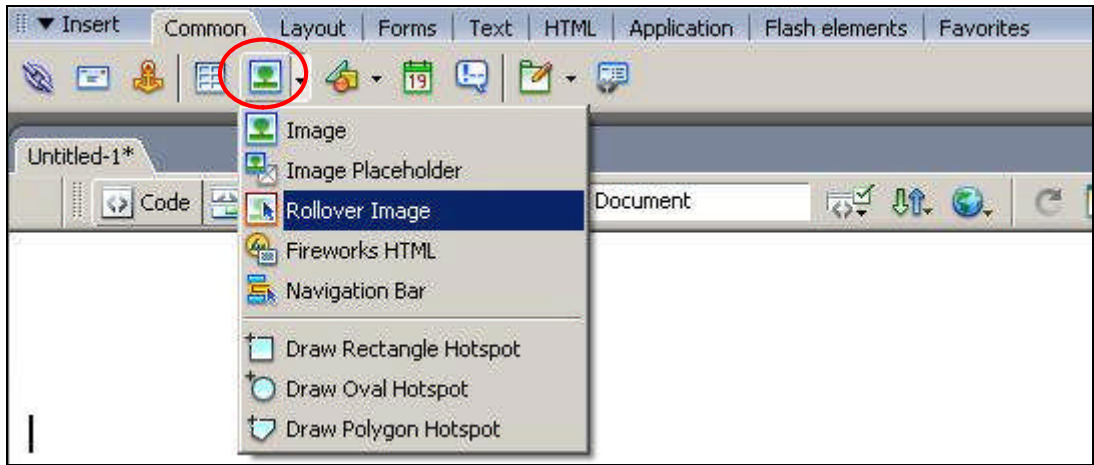 ▼ Insert Common Layout | Forms | Text | HTML | Application | Flash elements | Favorites
19
Image
Untitled-1*
Image Placeholder
Code Rollover Image Document
Fireworks HTML
Navigation Bar
Draw Rectangle Hotspot
Draw Oval Hotspot
Draw Polygon Hotspot